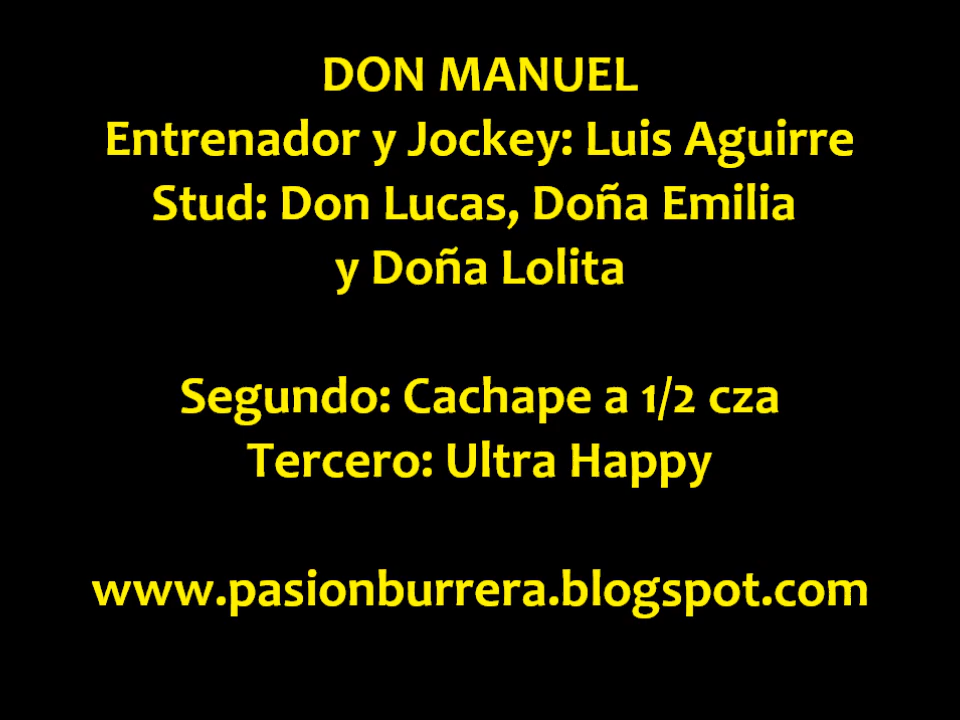 DON MANUEL
Entrenador y Jockey: Luis Aguirre
Stud: Don Lucas, Doña Emilia
y Doña Lolita
Segundo: Cachape a 1/2 cza
Tercero: Ultra Happy
www.pasionburrera.blogspot.com